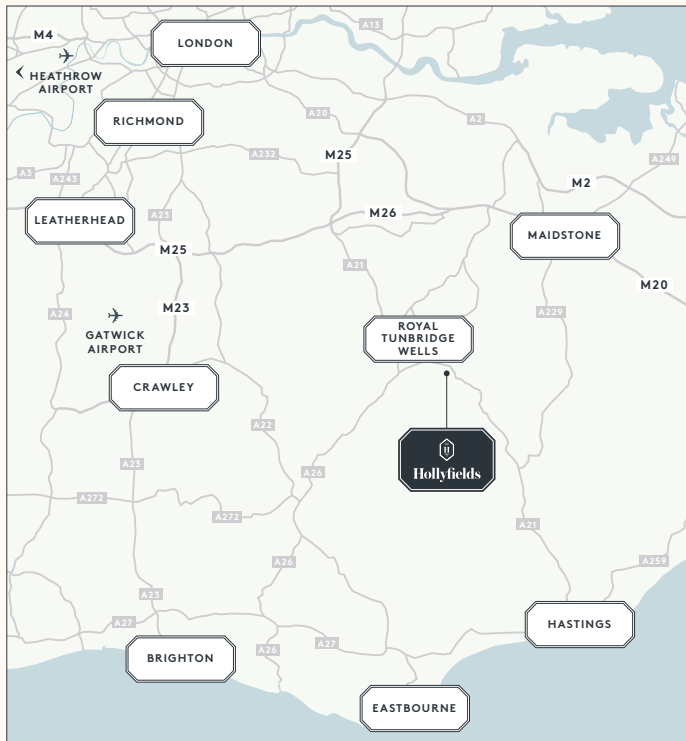 A13
M4
LONDON
HEATHROW
AIRPORT
RICHMOND
A20
A2
M25
A232
A249
A3
A243
M2
LEATHERHEAD
A23
M26
MAIDSTONE
M25
A21
M20
M23
A24
A229
GATWICK
AIRPORT
ROYAL
TUNBRIDGE
WELLS
CRAWLEY
A22
H
Hollyfields
A23
A26
A272
A272
A21
A26
A259
A23
A27
HASTINGS
A27
A26
BRIGHTON
EASTBOURNE